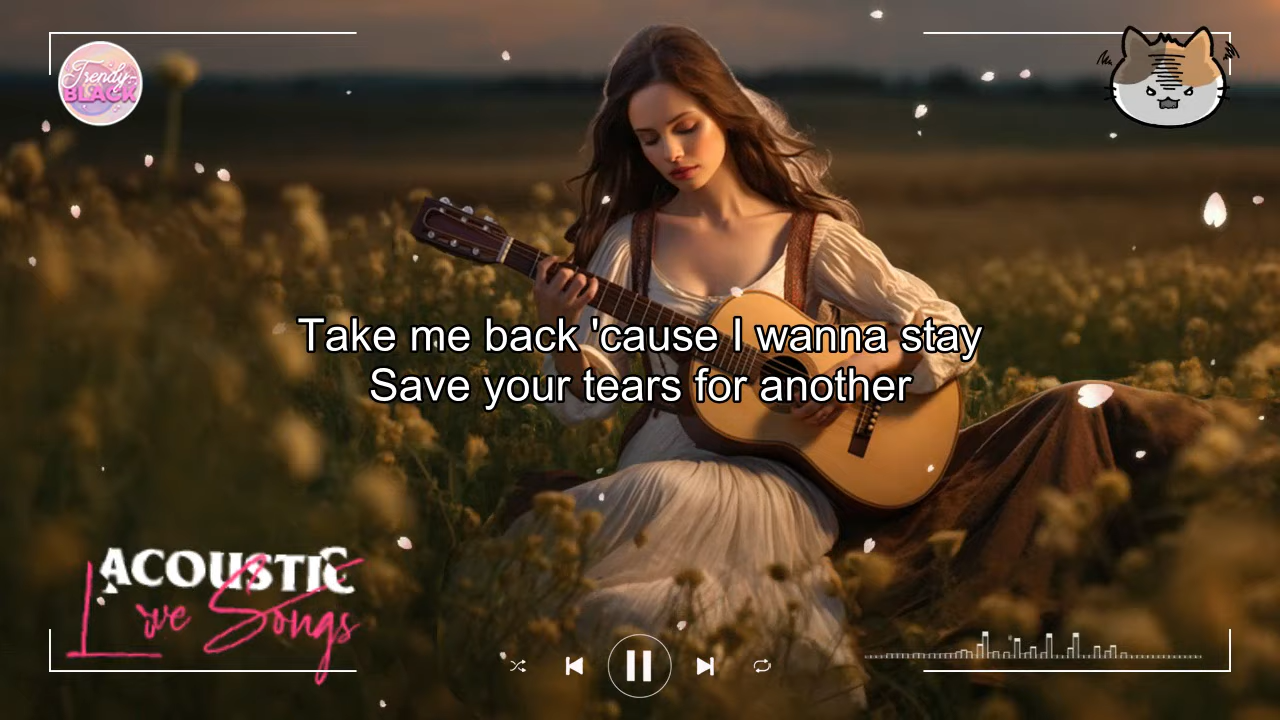 Trendy
BLACK
Take me back 'cause I wanna stay
Save your tears for another
ACOUSTIC
Love Songs